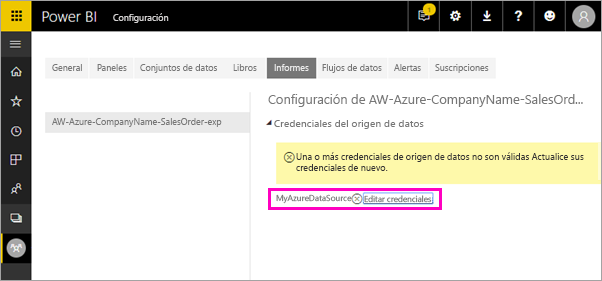 Power BI Configuración
1
General Paneles Conjuntos de datos Libros Informes Flujos de datos Alertas Suscripciones
Configuración de AW-Azure-CompanyName-SalesOrd...
AW-Azure-CompanyName-SalesOrder-exp
Credenciales del origen de datos
Una o más credenciales de origen de datos no son válidas Actualice sus
credenciales de nuevo.
MyAzureDataSource Editar credenciales